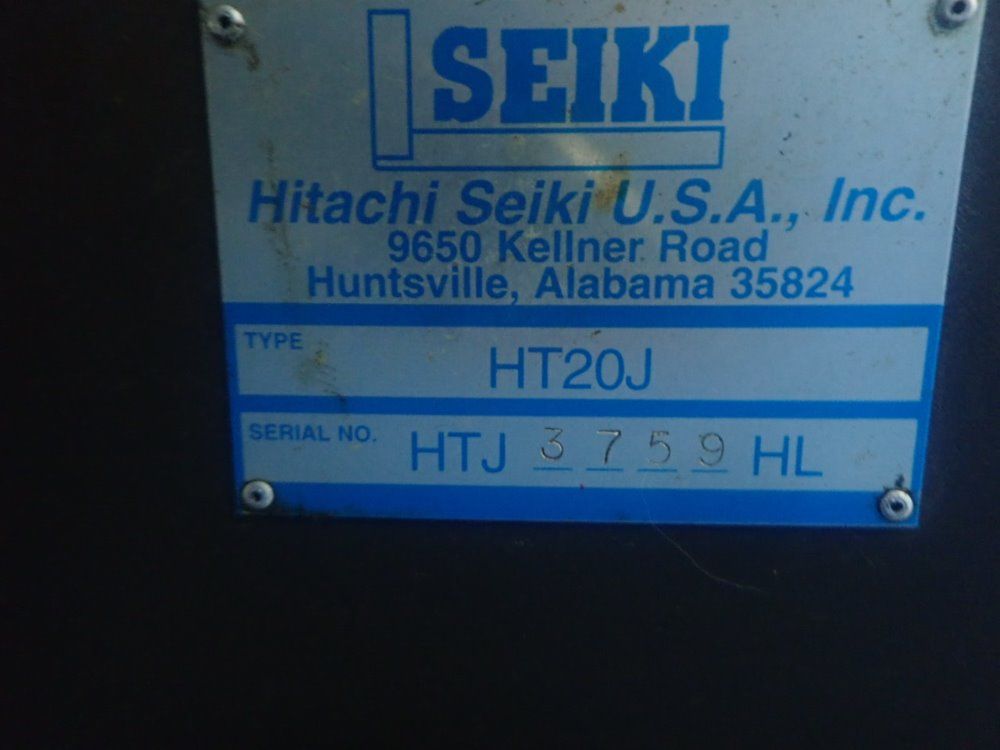 SEIKI
Hitachi Seiki U.S.A., Inc.
9650 Kellner Road
Huntsville, Alabama 35824
TYPE
HT20J
SERIAL NO.
HTJ 3759 HL